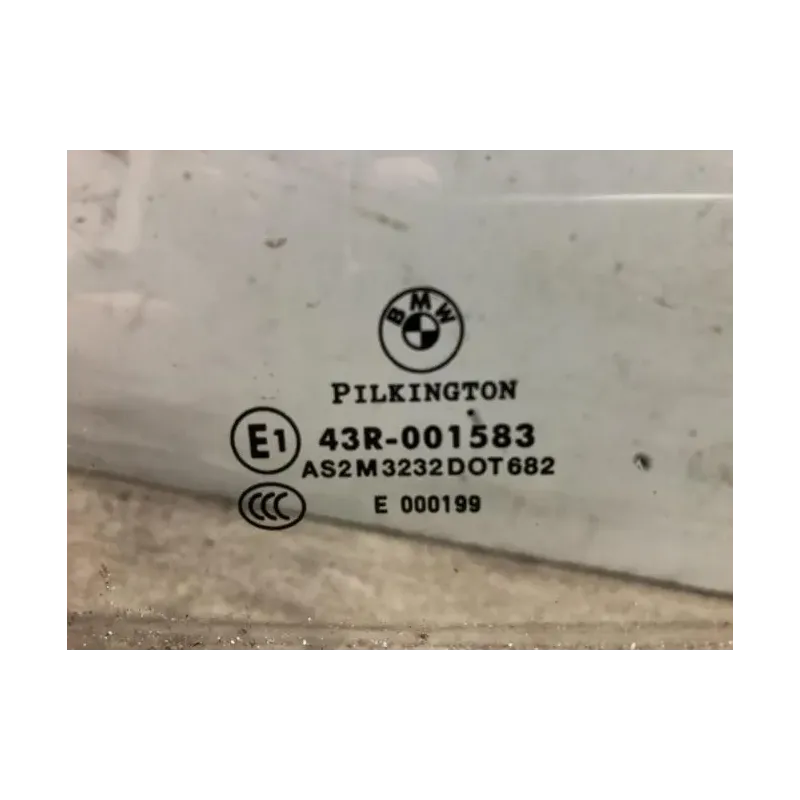 BMW
PILKINGTON
E1 43R-001583
AS2M3232DOT682
CCC E 000199